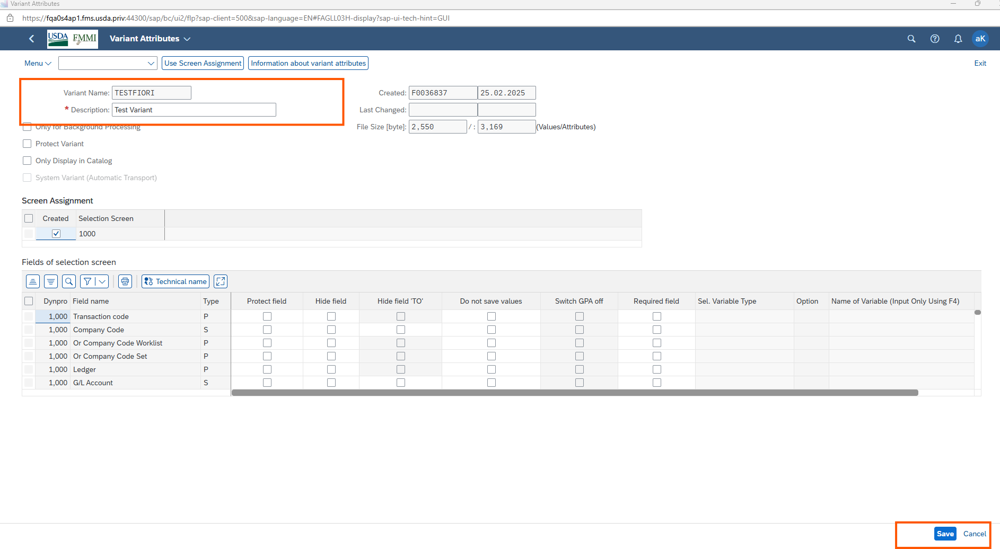 Variant Attributes
https://fqa0s4ap1.fms.usda.priv:44300/sap/bc/ui2/flp?sap-client=500&sap-language=EN#FAGLL03H-display?sap-ui-tech-hint=GUI
USDA FMMI Variant Attributes aK
Menu Use Screen Assignment Information about variant attributes Exit
Variant Name: TESTFIORI Created: F0036837 25.02.2025
* Description: Test Variant Last Changed:
Only for Background Processing File Size [byte]: 2,550 / : 3,169 (Values/Attributes)
Protect Variant
Only Display in Catalog
System Variant (Automatic Transport)
Screen Assignment
Created Selection Screen
1000
Fields of selection screen
Technical name
Dynpro Field name Type Protect field Hide field Hide field 'TO' Do not save values Switch GPA off Required field Sel. Variable Type Option Name of Variable (Input Only Using F4)
1,000 Transaction code P
1,000 Company Code S
1,000 Or Company Code Worklist P
1,000 Or Company Code Set P
1,000 Ledger P
1,000 G/L Account S
Save Cancel